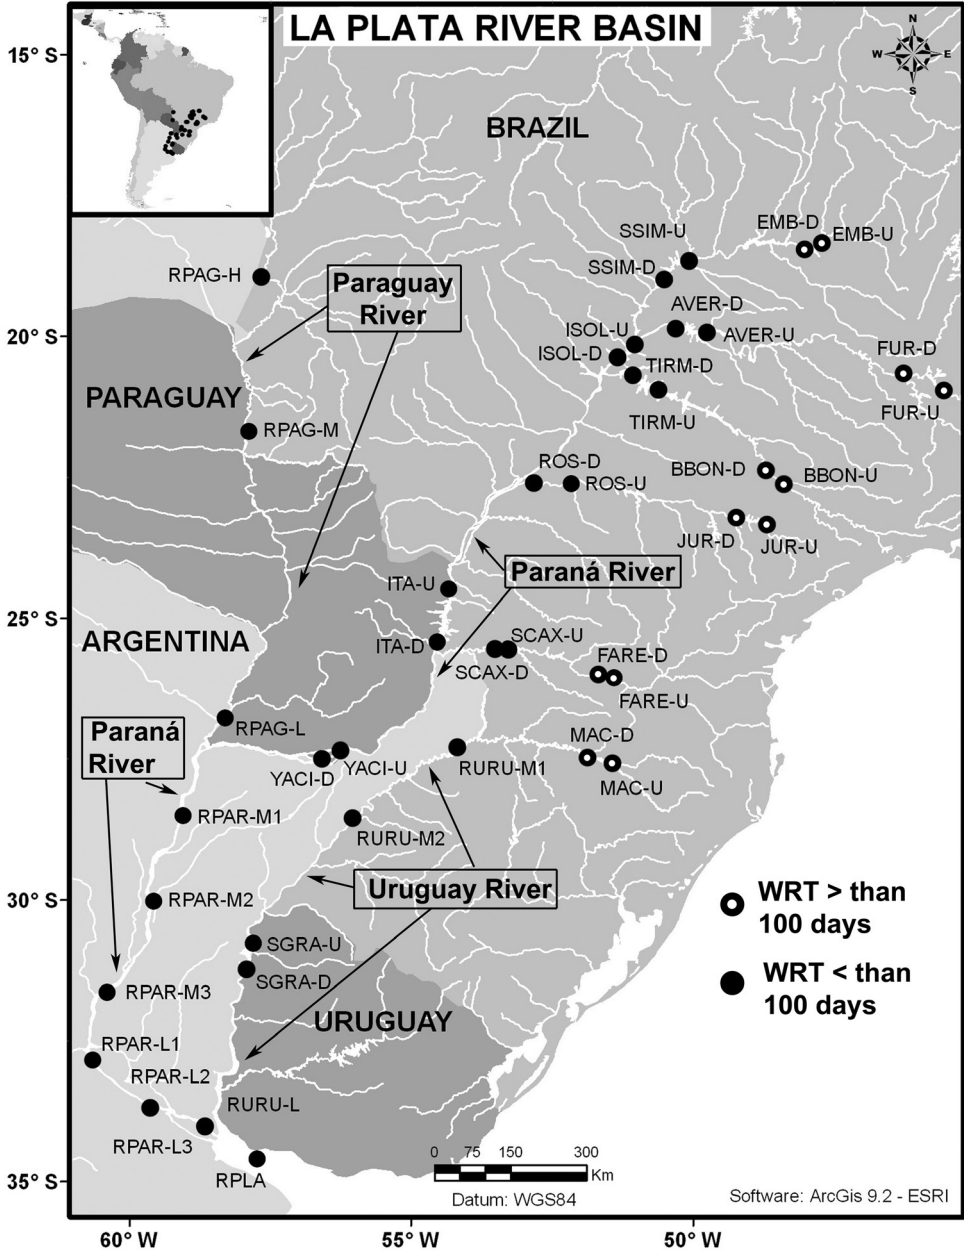 LA PLATA RIVER BASIN
N
W
E
S
15° S
BRAZIL
EMB-D
EMB-U
SSIM-U
SSIM-D
RPAG-H
Paraguay
River
AVER-D
AVER-U
20° S
ISOL-U
ISOL-D
TIRM-D
TIRM-U
FUR-D
FUR-U
PARAGUAY
RPAG-M
ROS-D
ROS-U
BBON-D
BBON-U
JUR-D
JUR-U
ITA-U
Paraná River
25° S
ARGENTINA
ITA-D
SCAX-U
SCAX-D
FARE-D
FARE-U
RPAG-L
Paraná
River
YACI-D
YACI-U
RURU-M1
MAC-D
MAC-U
RPAR-M1
RURU-M2
Uruguay River
30° S
RPAR-M2
WRT > than
100 days
SGRA-U
SGRA-D
WRT < than
100 days
RPAR-M3
URUGUAY
RPAR-L1
RPAR-L2
RURU-L
RPAR-L3
RPLA
0 75 150 300
Km
Datum: WGS84
Software: ArcGis 9.2 - ESRI
35° S
60° W
55° W
50° W